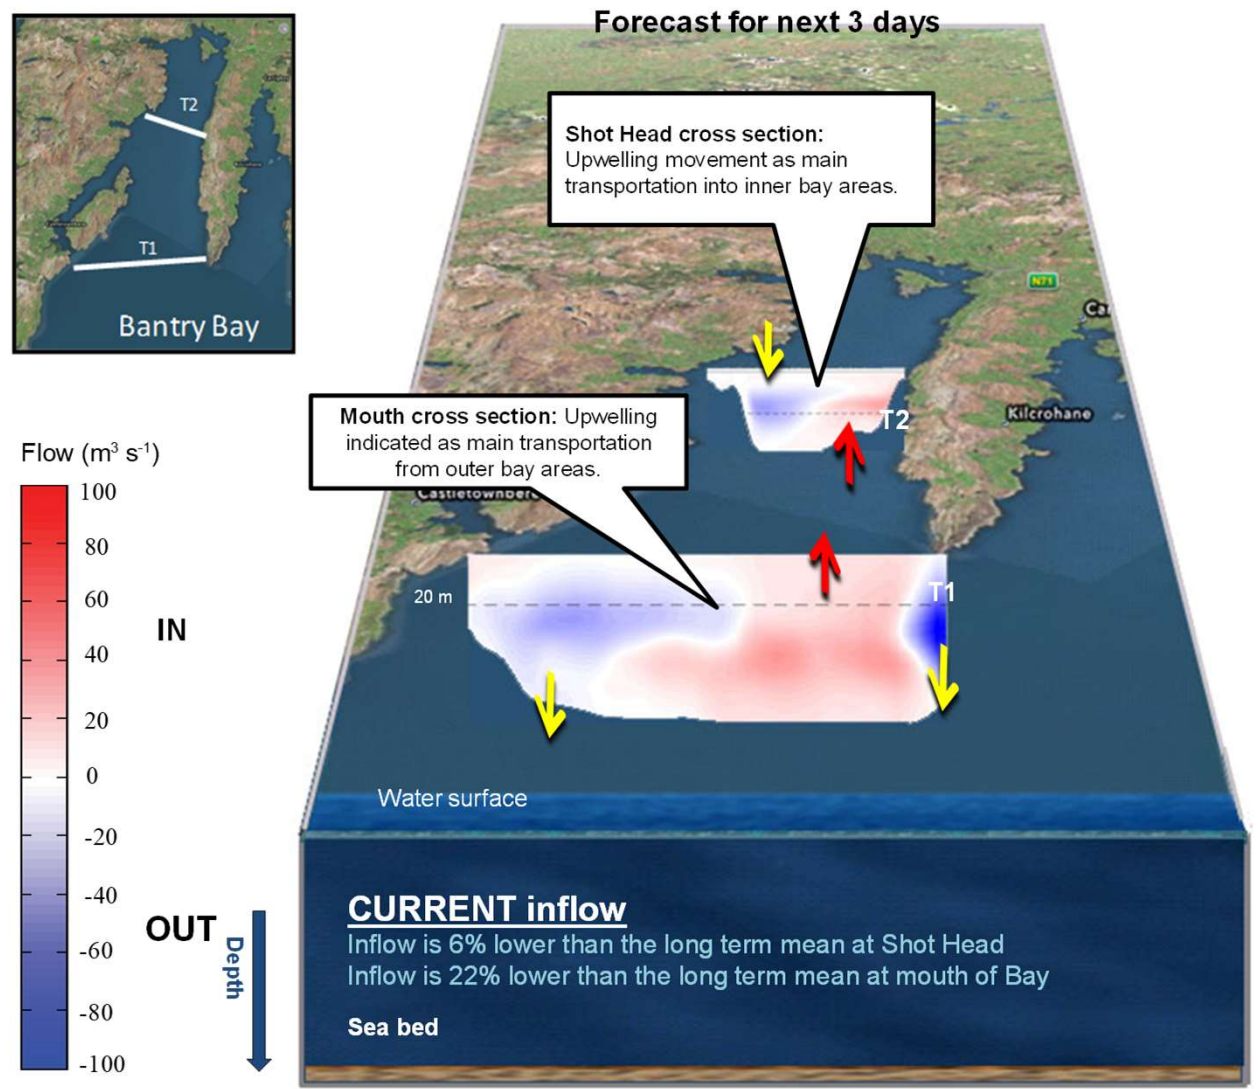 Forecast for next 3 days
T2
T1
Bantry Bay
Shot Head cross section:
Upwelling movement as main
transportation into inner bay areas.
N71
Kilcrohane
T2
Mouth cross section: Upwelling
indicated as main transportation
from outer bay areas.
Flow (m³ s⁻¹)
100
80
60
40
20
0
-20
-40
-60
-80
-100
IN
OUT
Depth
20 m
T1
Water surface
CURRENT inflow
Inflow is 6% lower than the long term mean at Shot Head
Inflow is 22% lower than the long term mean at mouth of Bay
Sea bed